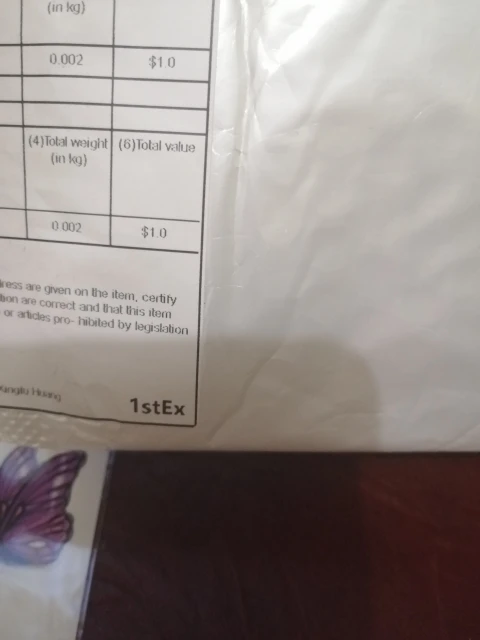 (in kg)
0.002 $1.0
(4)Total weight (6)Total value
(in kg)
0.002 $1.0
ress are given on the item, certify
tion are correct and that this item
or articles pro- hibited by legislation
Huang
1stEx